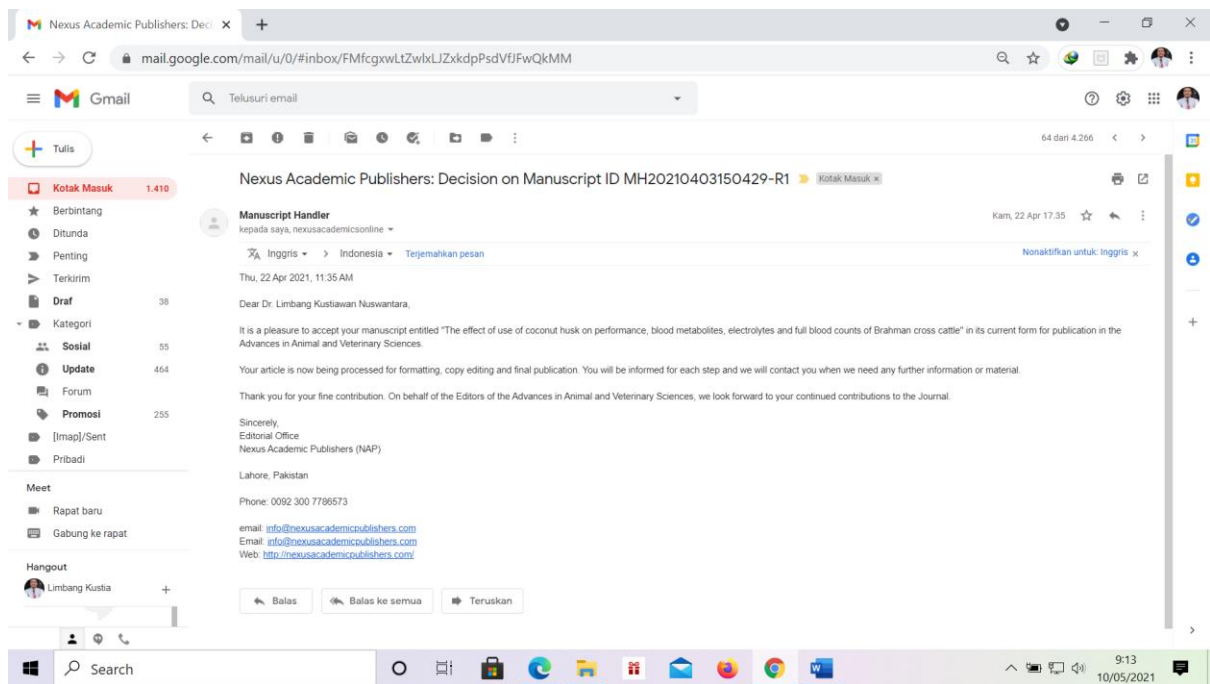 Nexus Academic Publishers: Deci
mail.google.com/mail/u/0/#inbox/FMfcgxwLtZwlxLJZxkdpPsdVfJFwQkMM
Gmail
Telusuri email
Tulis
64 dari 4.266
Kotak Masuk 1.410
Berbintang
Ditunda
Penting
Terkirim
Draf 38
Kategori
Sosial 55
Update 464
Forum
Promosi 255
[Imap]/Sent
Pribadi
Meet
Rapat baru
Gabung ke rapat
Hangout
Limbang Kustia
Nexus Academic Publishers: Decision on Manuscript ID MH20210403150429-R1 Kotak Masuk x
Manuscript Handler Kam, 22 Apr 17.35
kepada saya, nexusacademicsonline
Inggris > Indonesia Terjemahkan pesan Nonaktifkan untuk: Inggris x
Thu, 22 Apr 2021, 11:35 AM
Dear Dr. Limbang Kustiawan Nuswantara,
It is a pleasure to accept your manuscript entitled "The effect of use of coconut husk on performance, blood metabolites, electrolytes and full blood counts of Brahman cross cattle" in its current form for publication in the
Advances in Animal and Veterinary Sciences.
Your article is now being processed for formatting, copy editing and final publication. You will be informed for each step and we will contact you when we need any further information or material.
Thank you for your fine contribution. On behalf of the Editors of the Advances in Animal and Veterinary Sciences, we look forward to your continued contributions to the Journal.
Sincerely,
Editorial Office
Nexus Academic Publishers (NAP)
Lahore, Pakistan
Phone: 0092 300 7786573
email: info@nexusacademicpublishers.com
Email: info@nexusacademicpublishers.com
Web: http://nexusacademicpublishers.com/
Balas Balas ke semua Teruskan
Search
9:13
10/05/2021